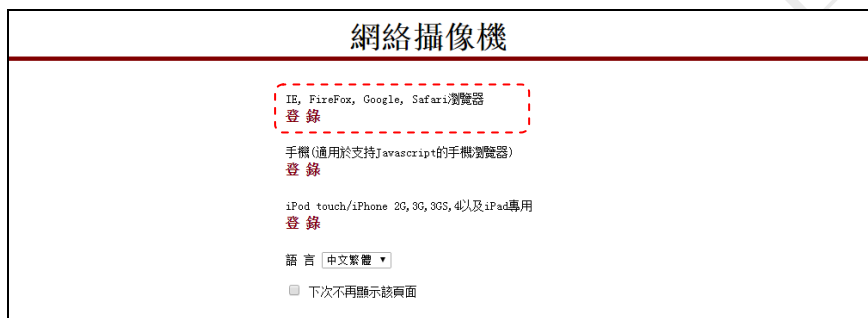 網絡攝像機
IE, FireFox, Google, Safari瀏覽器
登 錄
手機(適用於支持Javascript的手機瀏覽器)
登 錄
iPod touch/iPhone 2G,3G,3GS,4以及iPad專用
登 錄
語 言 中文繁體
下次不再顯示該頁面